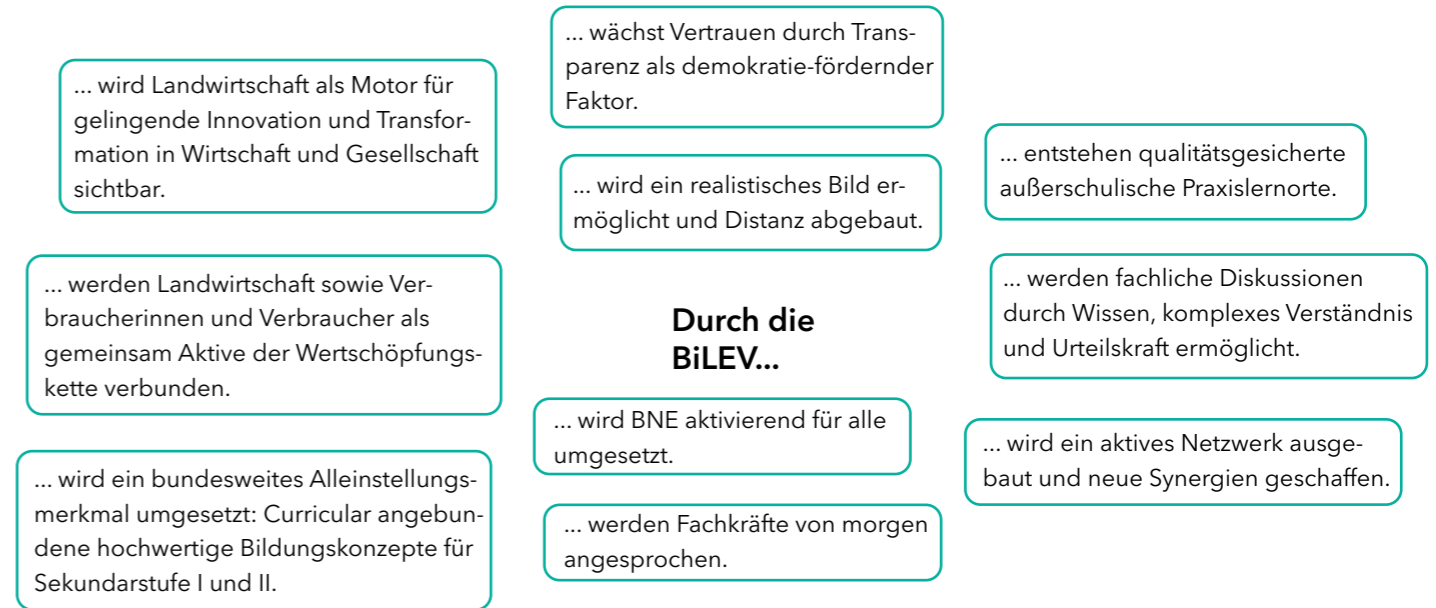 ... wird Landwirtschaft als Motor für
gelingende Innovation und Transfor-
mation in Wirtschaft und Gesellschaft
sichtbar.
... werden Landwirtschaft sowie Ver-
braucherinnen und Verbraucher als
gemeinsam Aktive der Wertschöpfungs-
kette verbunden.
... wird ein bundesweites Alleinstellungs-
merkmal umgesetzt: Curricular angebun-
dene hochwertige Bildungskonzepte für
Sekundarstufe I und II.
... wächst Vertrauen durch Trans-
parenz als demokratie-fördernder
Faktor.
... wird ein realistisches Bild er-
möglicht und Distanz abgebaut.
Durch die
BiLEV...
... wird BNE aktivierend für alle
umgesetzt.
... werden Fachkräfte von morgen
angesprochen.
... entstehen qualitätsgesicherte
außerschulische Praxislernorte.
... werden fachliche Diskussionen
durch Wissen, komplexes Verständnis
und Urteilskraft ermöglicht.
... wird ein aktives Netzwerk ausge-
baut und neue Synergien geschaffen.